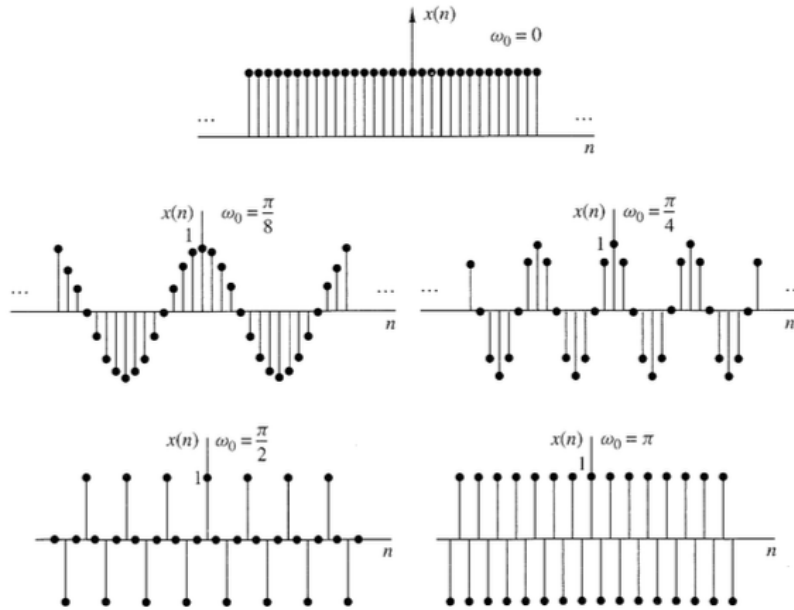 x(n)
ω₀ = 0
...
...
n
x(n) ω₀ = π/8
1
...
...
n
x(n) ω₀ = π/4
1
...
...
n
x(n) ω₀ = π/2
1
n
x(n) ω₀ = π
1
n